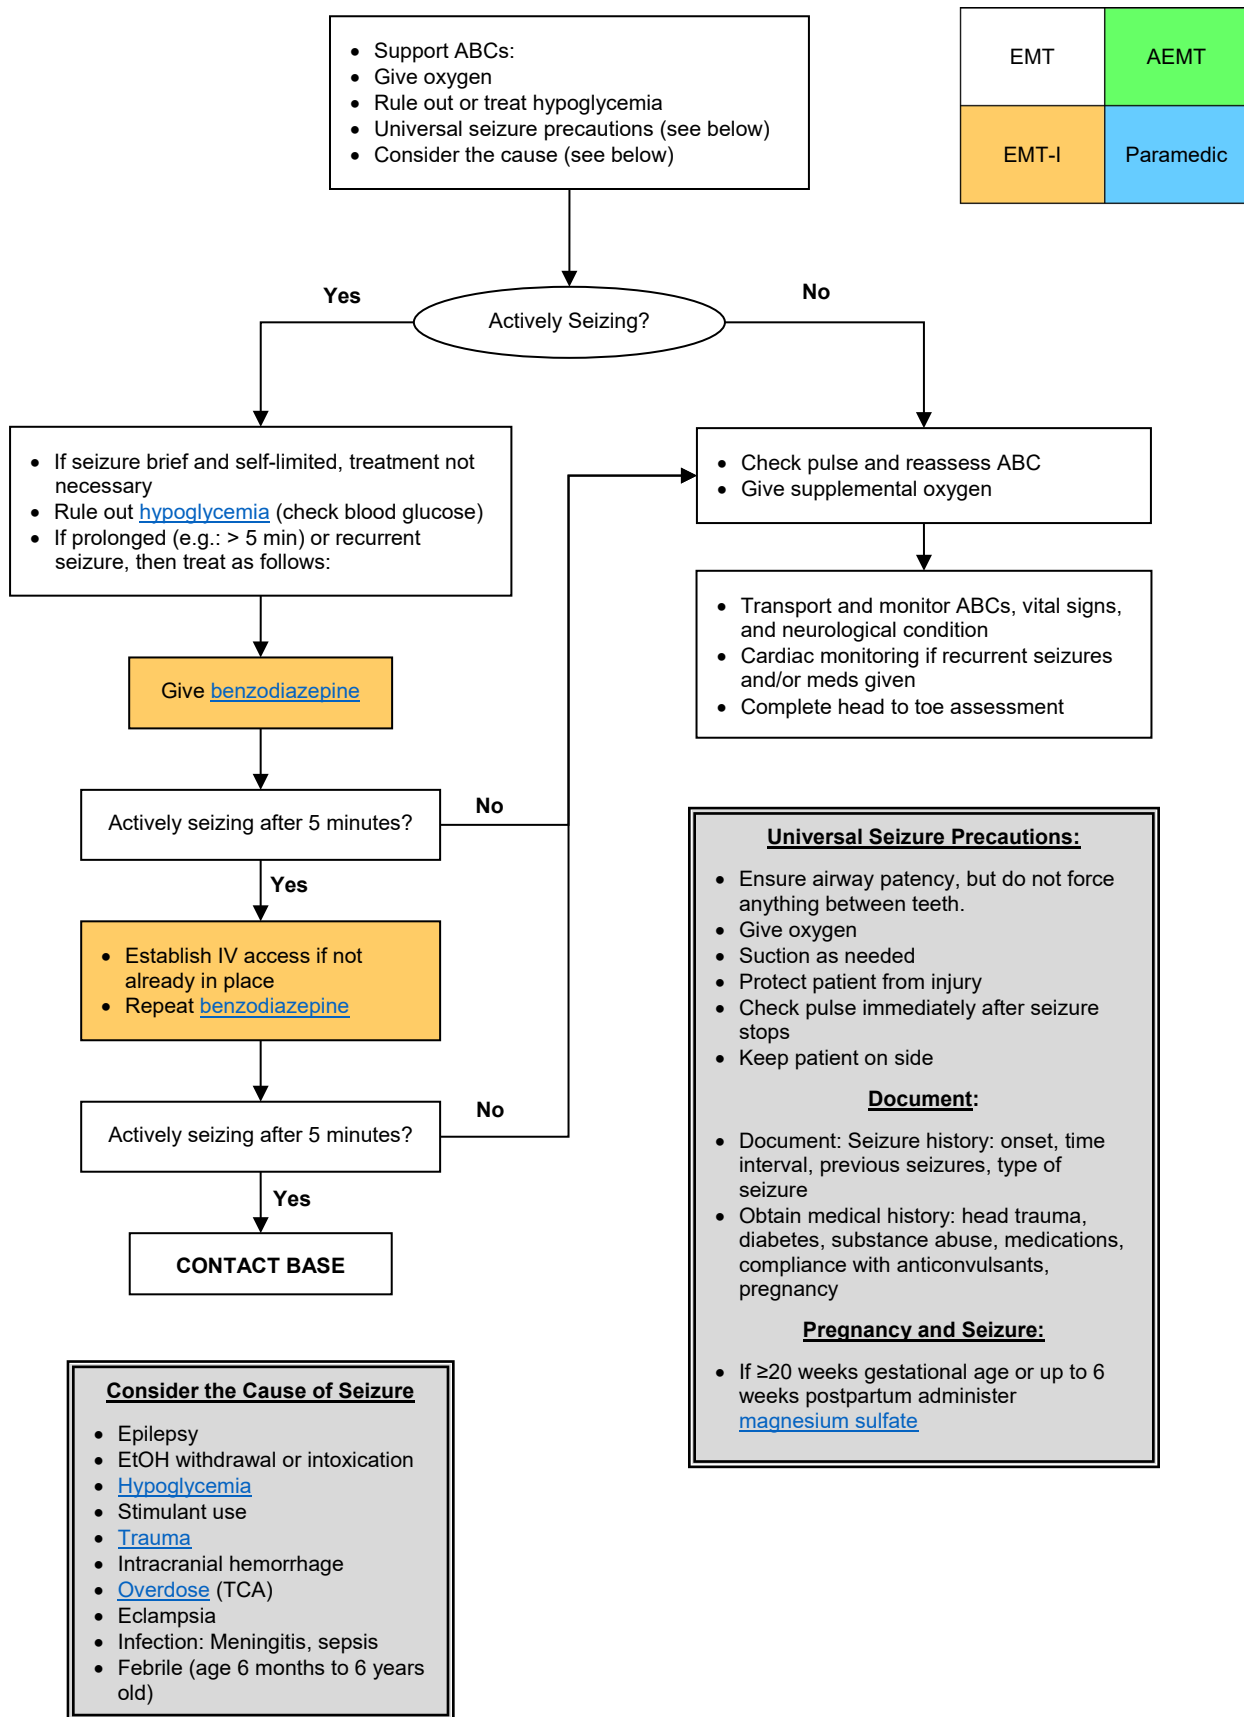 • Support ABCs:
• Give oxygen
• Rule out or treat hypoglycemia
• Universal seizure precautions (see below)
• Consider the cause (see below)
EMT
AEMT
EMT-I
Paramedic
Actively Seizing?
Yes
No
• If seizure brief and self-limited, treatment not
necessary
• Rule out hypoglycemia (check blood glucose)
• If prolonged (e.g.: > 5 min) or recurrent
seizure, then treat as follows:
Give benzodiazepine
Actively seizing after 5 minutes?
No
Yes
• Establish IV access if not
already in place
• Repeat benzodiazepine
Actively seizing after 5 minutes?
No
Yes
CONTACT BASE
• Check pulse and reassess ABC
• Give supplemental oxygen
• Transport and monitor ABCs, vital signs,
and neurological condition
• Cardiac monitoring if recurrent seizures
and/or meds given
• Complete head to toe assessment
Universal Seizure Precautions:
• Ensure airway patency, but do not force
anything between teeth.
• Give oxygen
• Suction as needed
• Protect patient from injury
• Check pulse immediately after seizure
stops
• Keep patient on side
Document:
• Document: Seizure history: onset, time
interval, previous seizures, type of
seizure
• Obtain medical history: head trauma,
diabetes, substance abuse, medications,
compliance with anticonvulsants,
pregnancy
Pregnancy and Seizure:
• If ≥20 weeks gestational age or up to 6
weeks postpartum administer
magnesium sulfate
Consider the Cause of Seizure
• Epilepsy
• EtOH withdrawal or intoxication
• Hypoglycemia
• Stimulant use
• Trauma
• Intracranial hemorrhage
• Overdose (TCA)
• Eclampsia
• Infection: Meningitis, sepsis
• Febrile (age 6 months to 6 years
old)